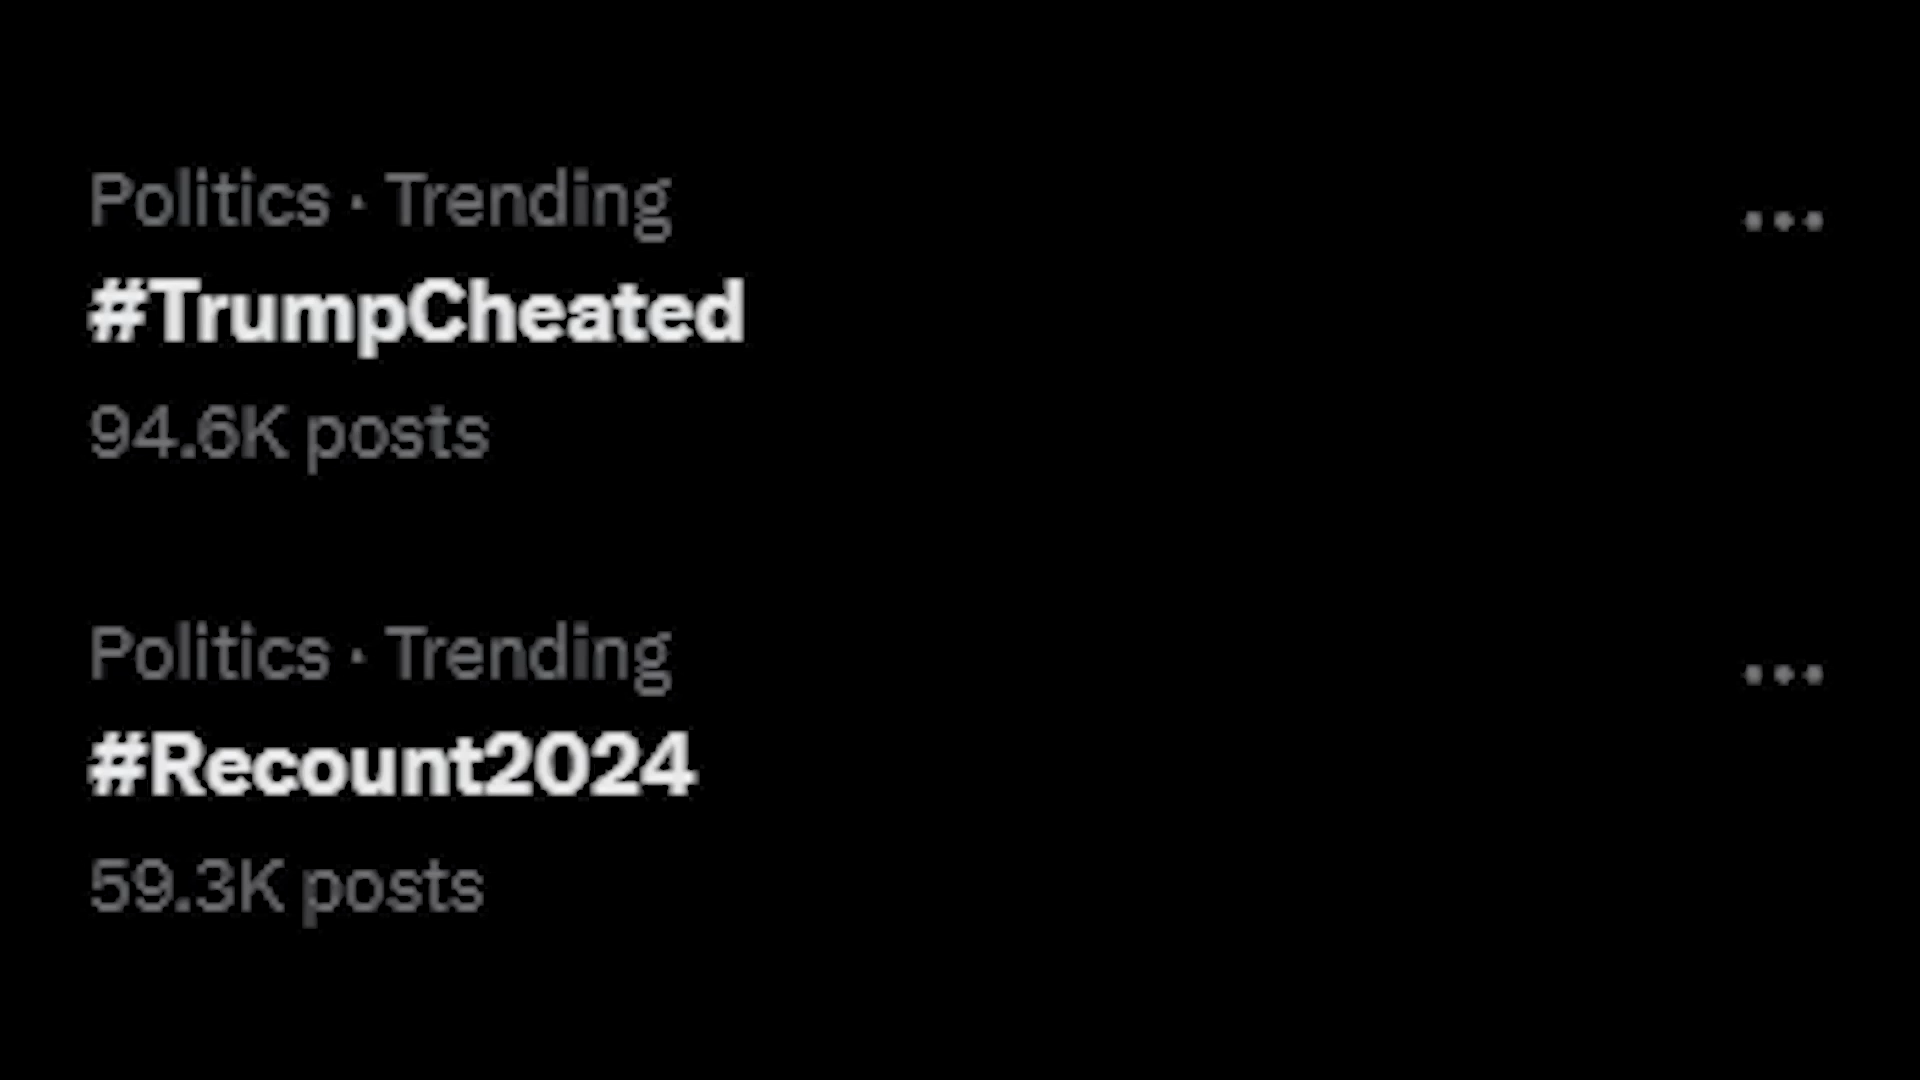 Politics · Trending
#TrumpCheated
94.6K posts
Politics · Trending
#Recount2024
59.3K posts